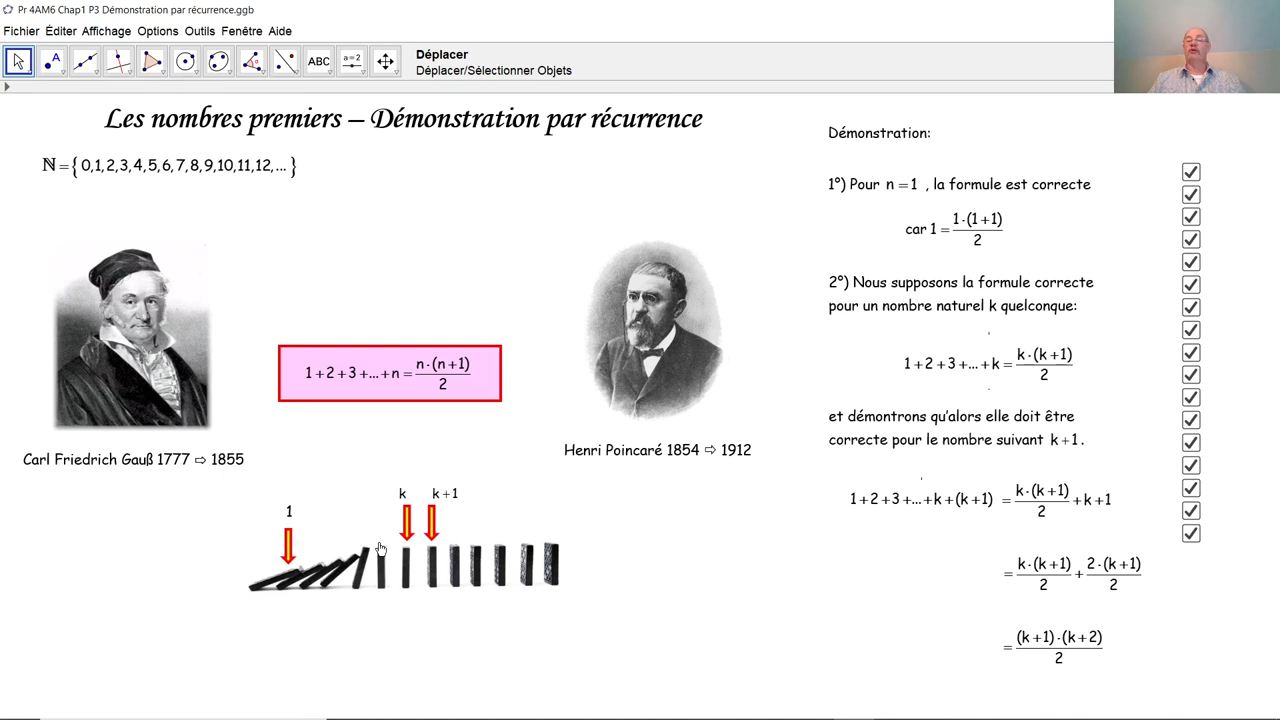 Pr 4AM6 Chap1 P3 Démonstration par récurrence.ggb
Fichier Éditer Affichage Options Outils Fenêtre Aide
A
ABC
a=2
Déplacer
Déplacer/Sélectionner Objets
Les nombres premiers – Démonstration par récurrence
ℕ={0,1,2,3,4,5,6,7,8,9,10,11,12,...}
1+2+3+...+n = n·(n+1)/2
Carl Friedrich Gauß 1777 ⇨ 1855
Henri Poincaré 1854 ⇨ 1912
k k+1
1
Démonstration:
1°) Pour n=1 , la formule est correcte
car 1 = 1·(1+1)/2
2°) Nous supposons la formule correcte
pour un nombre naturel k quelconque:
1+2+3+...+k = k·(k+1)/2
et démontrons qu'alors elle doit être
correcte pour le nombre suivant k+1.
1+2+3+...+k+(k+1) = k·(k+1)/2 + k+1
= k·(k+1)/2 + 2·(k+1)/2
= (k+1)·(k+2)/2